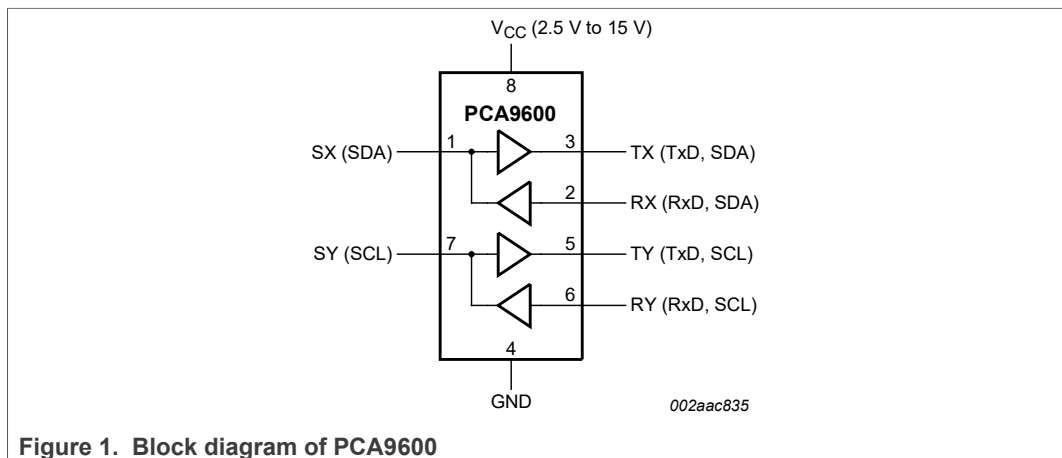 VCC (2.5 V to 15 V)
8
PCA9600
SX (SDA)
1
3
TX (TxD, SDA)
2
RX (RxD, SDA)
SY (SCL)
7
5
TY (TxD, SCL)
6
RY (RxD, SCL)
4
GND
002aac835
Figure 1. Block diagram of PCA9600